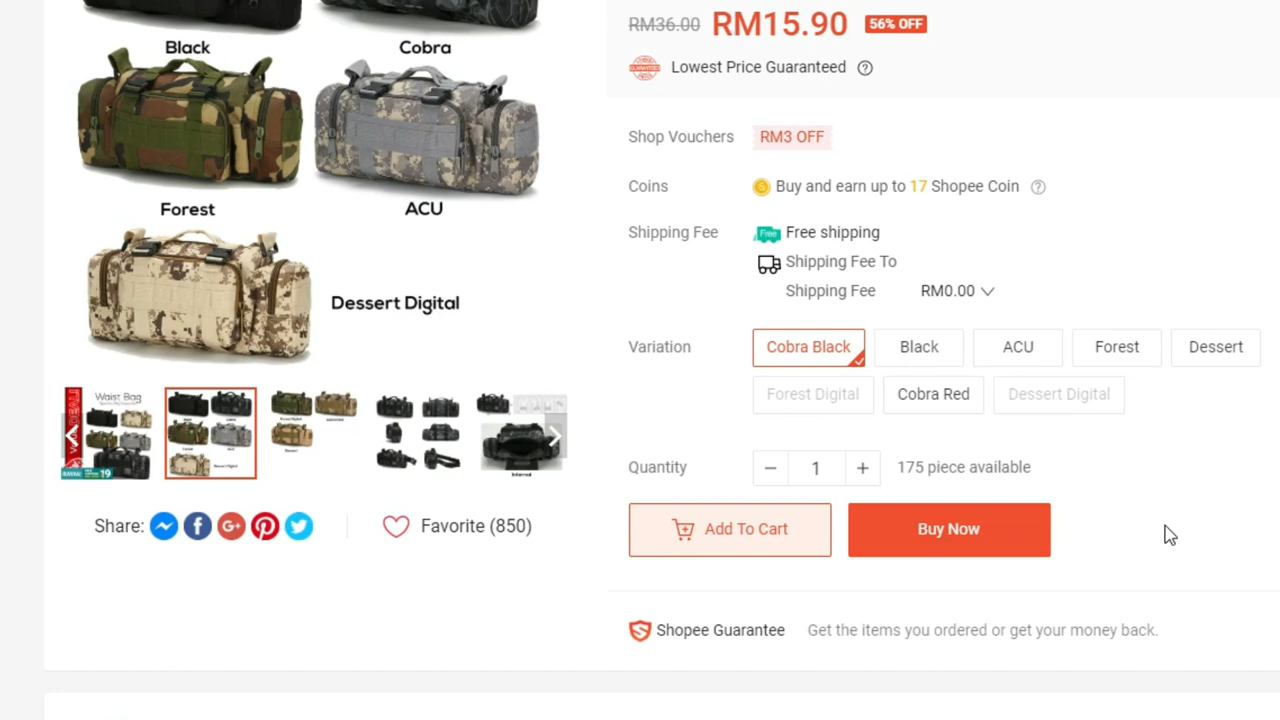 RM36.00 RM15.90 56% OFF
Lowest Price Guaranteed ?
Black Cobra
Forest ACU
Dessert Digital
Shop Vouchers RM3 OFF
Coins Buy and earn up to 17 Shopee Coin ?
Shipping Fee Free Free shipping
Shipping Fee To
Shipping Fee RM0.00
Variation Cobra Black Black ACU Forest Dessert
Forest Digital Cobra Red Dessert Digital
Waist Bag
Internal
Quantity − 1 + 175 piece available
Share: Favorite (850)
Add To Cart Buy Now
Shopee Guarantee Get the items you ordered or get your money back.